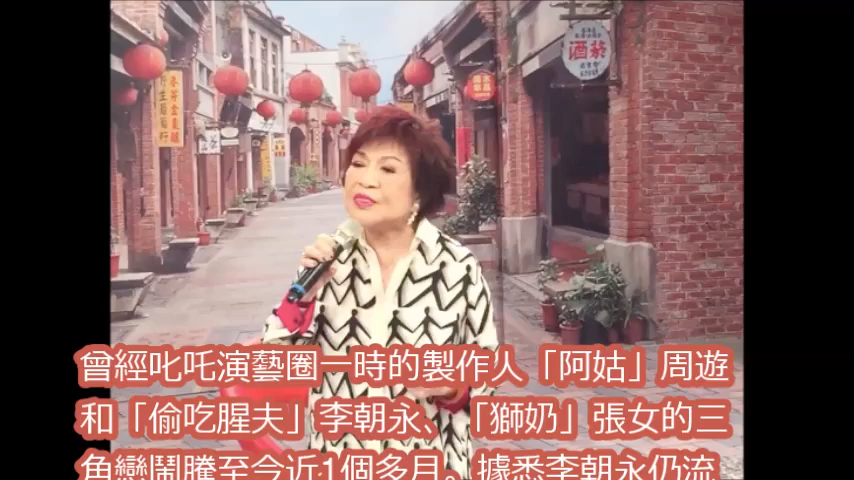 酒 菸
曾經叱吒演藝圈一時的製作人「阿姑」周遊
和「偷吃腥夫」李朝永、「獅奶」張女的三
角戀鬧騰至今近1個多月。據悉李朝永仍流